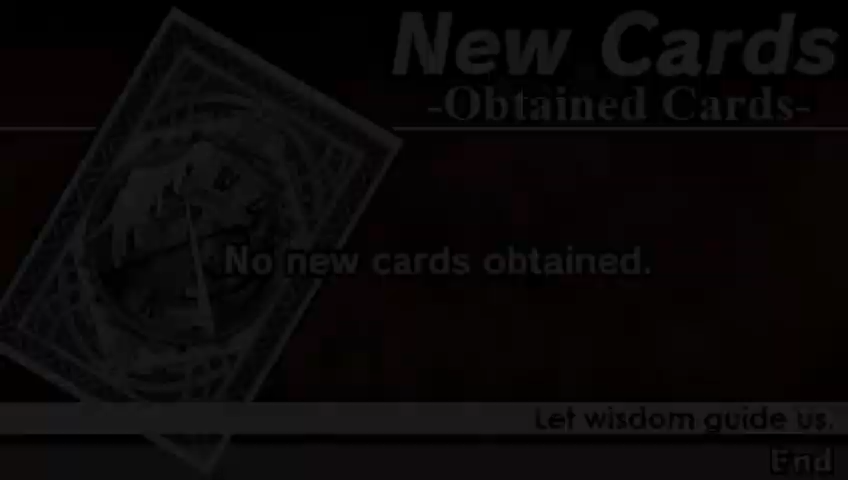 New Cards
-Obtained Cards-
No new cards obtained.
Let wisdom guide us.
End